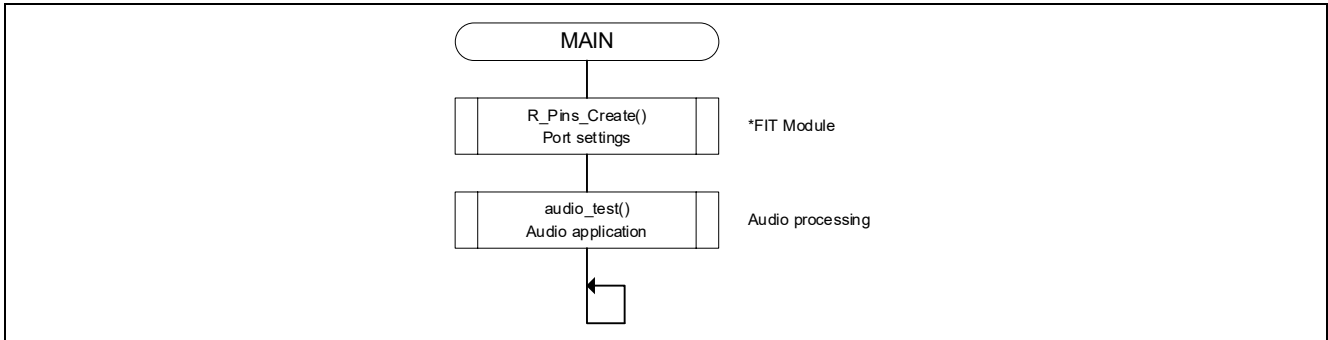 MAIN
R_Pins_Create()
Port settings
*FIT Module
audio_test()
Audio application
Audio processing